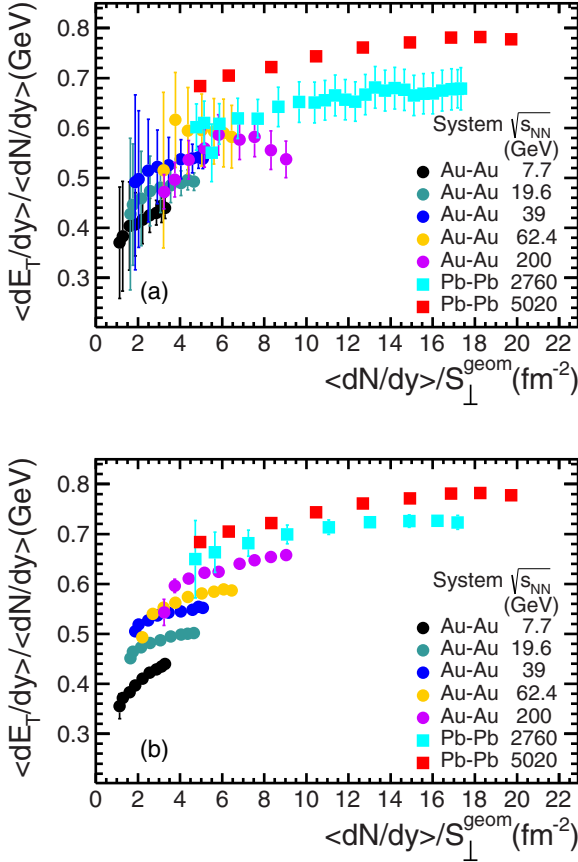 <dE_T/dy>/<dN/dy>(GeV)
0.8
0.7
0.6
0.5
0.4
0.3
System √s_NN
(GeV)
Au-Au 7.7
Au-Au 19.6
Au-Au 39
Au-Au 62.4
Au-Au 200
Pb-Pb 2760
Pb-Pb 5020
(a)
0 2 4 6 8 10 12 14 16 18 20 22
<dN/dy>/S_⊥^geom(fm^-2)
<dE_T/dy>/<dN/dy>(GeV)
0.8
0.7
0.6
0.5
0.4
0.3
System √s_NN
(GeV)
Au-Au 7.7
Au-Au 19.6
Au-Au 39
Au-Au 62.4
Au-Au 200
Pb-Pb 2760
Pb-Pb 5020
(b)
0 2 4 6 8 10 12 14 16 18 20 22
<dN/dy>/S_⊥^geom(fm^-2)